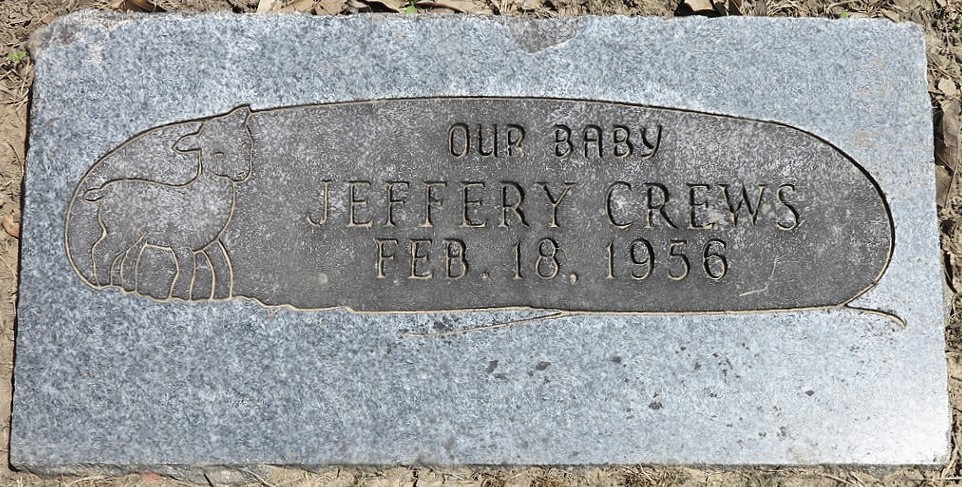 OUR BABY
JEFFERY CREWS
FEB. 18, 1956